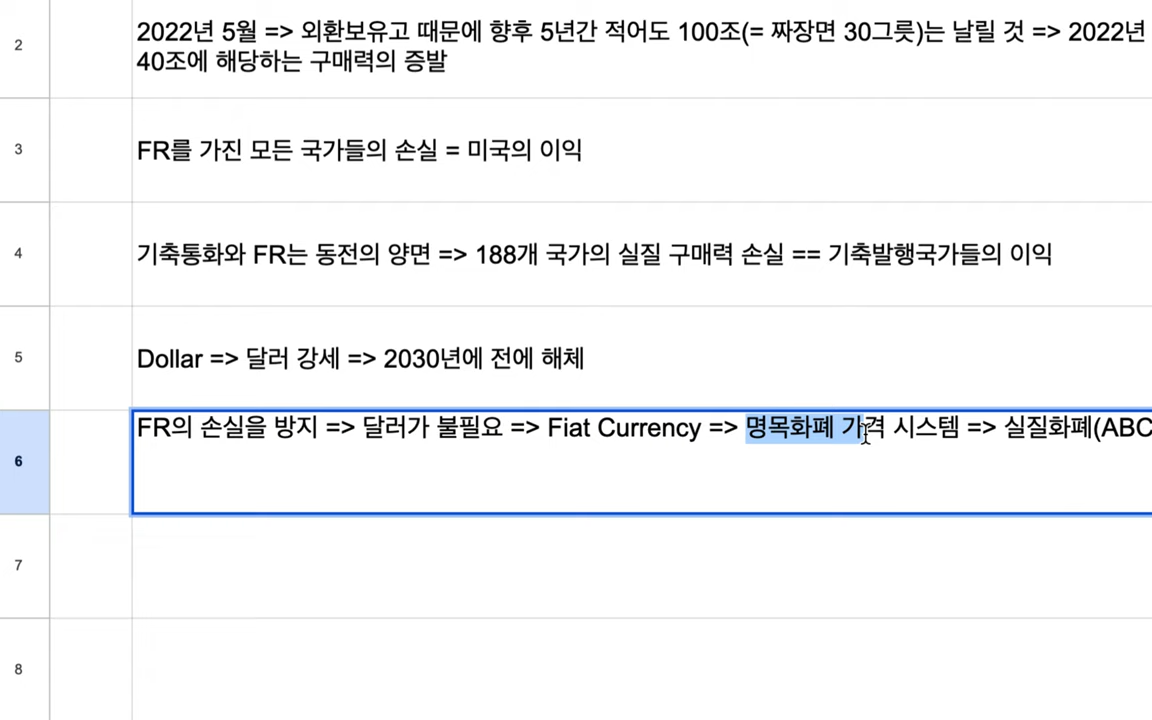 2
2022년 5월 => 외환보유고 때문에 향후 5년간 적어도 100조(= 짜장면 30그릇)는 날릴 것 => 2022년
40조에 해당하는 구매력의 증발
3
FR를 가진 모든 국가들의 손실 = 미국의 이익
4
기축통화와 FR는 동전의 양면 => 188개 국가의 실질 구매력 손실 == 기축발행국가들의 이익
5
Dollar => 달러 강세 => 2030년에 전에 해체
6
FR의 손실을 방지 => 달러가 불필요 => Fiat Currency => 명목화폐 가격 시스템 => 실질화폐(ABC
7
8